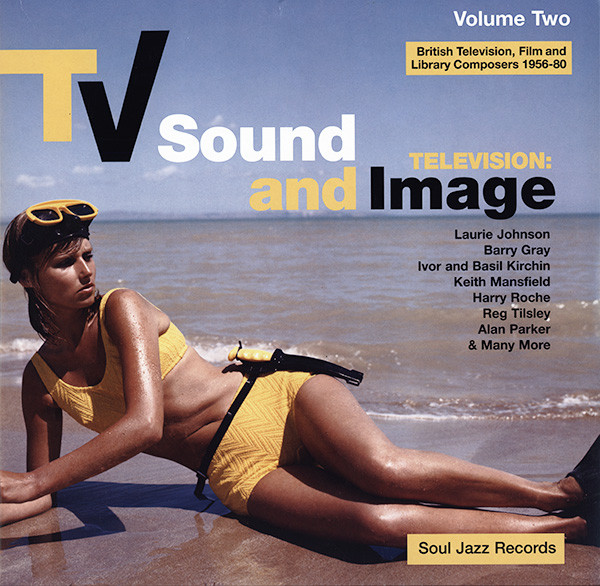 Volume Two
British Television, Film and
Library Composers 1956-80
TV Sound
and Image
TELEVISION:
Laurie Johnson
Barry Gray
Ivor and Basil Kirchin
Keith Mansfield
Harry Roche
Reg Tilsley
Alan Parker
& Many More
Soul Jazz Records